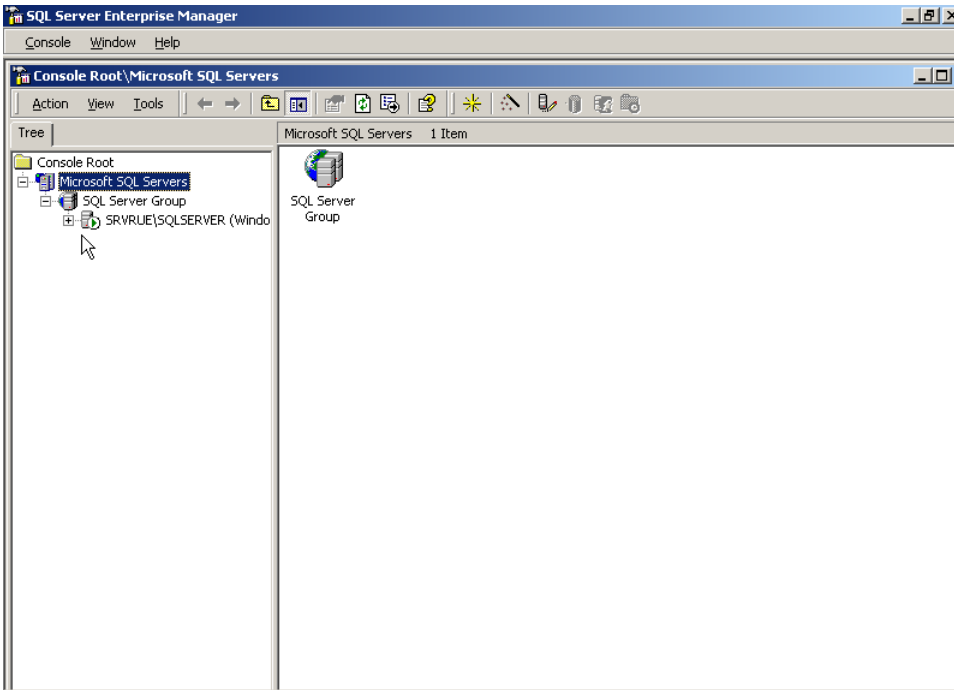 SQL Server Enterprise Manager
Console Window Help
Console Root\Microsoft SQL Servers
Action View Tools
Tree
Microsoft SQL Servers 1 Item
Console Root
Microsoft SQL Servers
SQL Server Group
SRVRUE\SQLSERVER (Windo
SQL Server
Group